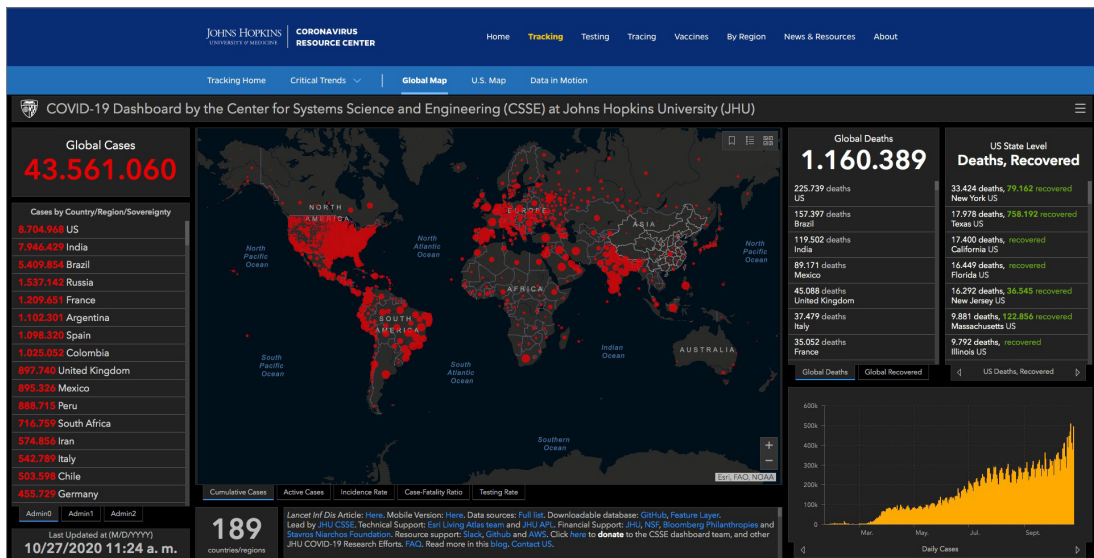 JOHNS HOPKINS
UNIVERSITY & MEDICINE
CORONAVIRUS
RESOURCE CENTER
Home Tracking Testing Tracing Vaccines By Region News & Resources About
Tracking Home Critical Trends Global Map U.S. Map Data in Motion
COVID-19 Dashboard by the Center for Systems Science and Engineering (CSSE) at Johns Hopkins University (JHU)
Global Cases
43.561.060
Cases by Country/Region/Sovereignty
8.704.968 US
7.946.429 India
5.409.854 Brazil
1.537.142 Russia
1.209.651 France
1.102.301 Argentina
1.098.320 Spain
1.025.052 Colombia
897.740 United Kingdom
895.326 Mexico
888.715 Peru
716.759 South Africa
574.856 Iran
542.789 Italy
503.598 Chile
455.729 Germany
Admin0 Admin1 Admin2
Last Updated at (M/D/YYYY)
10/27/2020 11:24 a. m.
NORTH
AMERICA
EUROPE
ASIA
North
Pacific
Ocean
North
Atlantic
Ocean
North
Pacific
Ocean
AFRICA
SOUTH
AMERICA
Indian
Ocean
AUSTRALIA
South
Pacific
Ocean
South
Atlantic
Ocean
Southern
Ocean
+
−
Esri, FAO, NOAA
Cumulative Cases Active Cases Incidence Rate Case-Fatality Ratio Testing Rate
189
countries/regions
Lancet Inf Dis Article: Here. Mobile Version: Here. Data sources: Full list. Downloadable database: GitHub, Feature Layer.
Lead by JHU CSSE. Technical Support: Esri Living Atlas team and JHU APL. Financial Support: JHU, NSF, Bloomberg Philanthropies and
Stavros Niarchos Foundation. Resource support: Slack, Github and AWS. Click here to donate to the CSSE dashboard team, and other
JHU COVID-19 Research Efforts. FAQ. Read more in this blog. Contact US.
Global Deaths
1.160.389
225.739 deaths
US
157.397 deaths
Brazil
119.502 deaths
India
89.171 deaths
Mexico
45.088 deaths
United Kingdom
37.479 deaths
Italy
35.052 deaths
France
Global Deaths Global Recovered
US State Level
Deaths, Recovered
33.424 deaths, 79.162 recovered
New York US
17.978 deaths, 758.192 recovered
Texas US
17.400 deaths, recovered
California US
16.449 deaths, recovered
Florida US
16.292 deaths, 36.545 recovered
New Jersey US
9.881 deaths, 122.856 recovered
Massachusetts US
9.792 deaths, recovered
Illinois US
US Deaths, Recovered
600k
500k
400k
300k
200k
100k
0
Mar. May. Jul. Sept.
Daily Cases